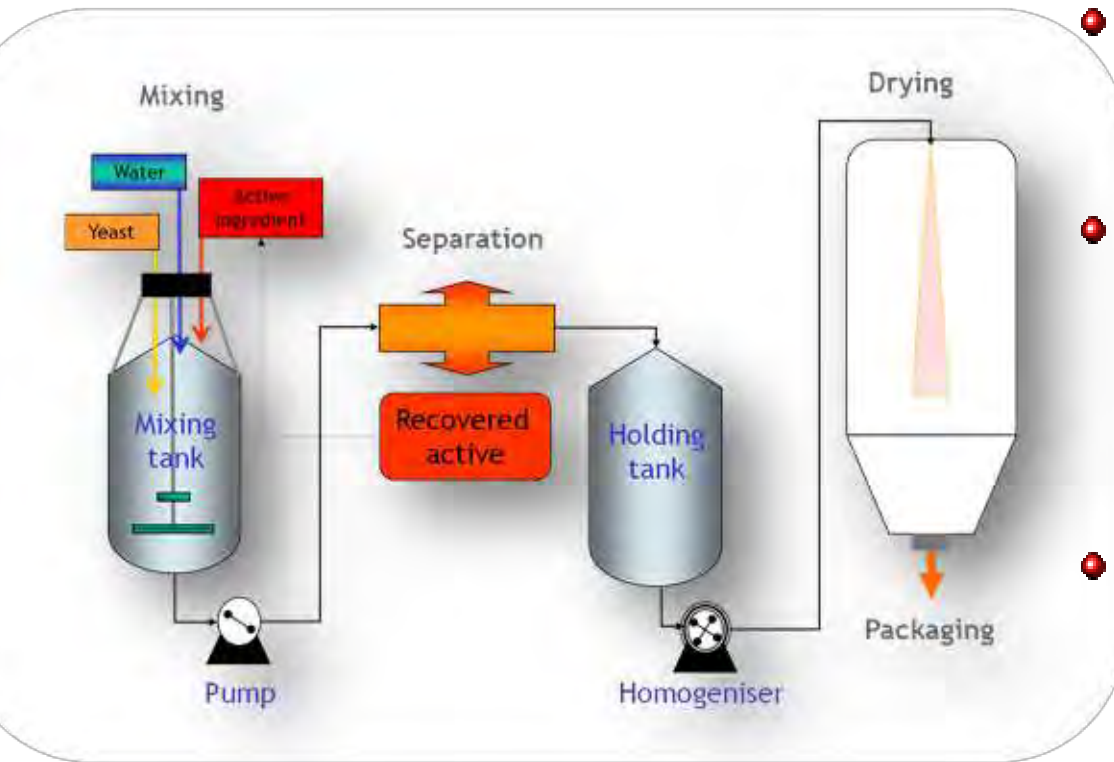 Mixing
Drying
Water
Active
ingredient
Yeast
Separation
Mixing
tank
Recovered
active
Holding
tank
Packaging
Pump
Homogeniser